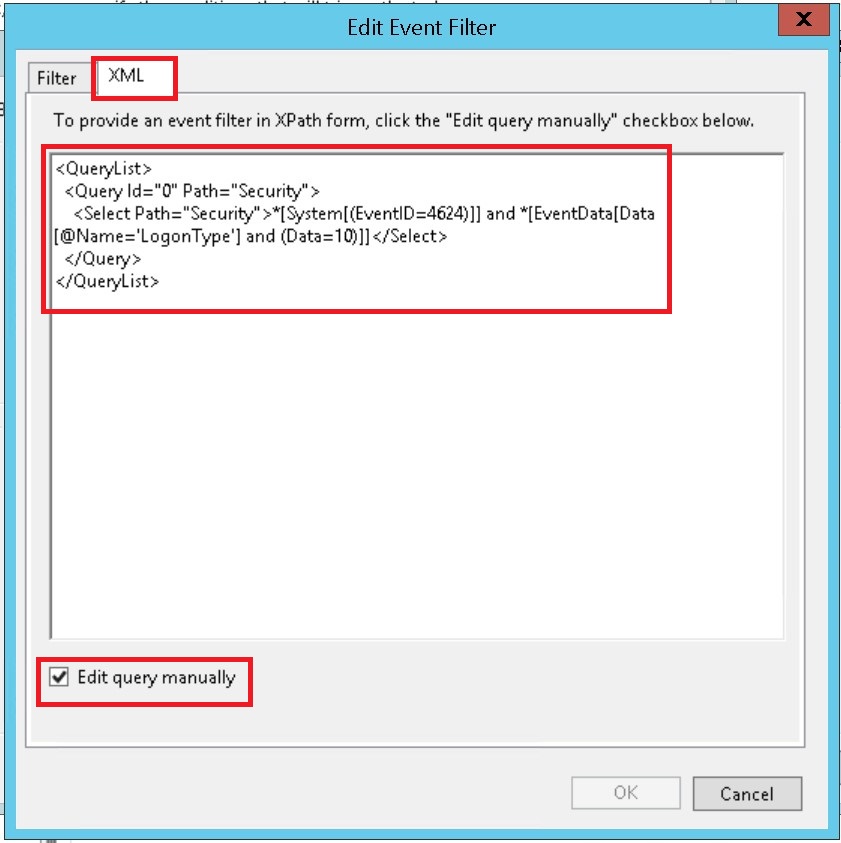 Edit Event Filter
X
Filter
XML
To provide an event filter in XPath form, click the "Edit query manually" checkbox below.
<QueryList>
<Query Id="0" Path="Security">
<Select Path="Security">*[System[(EventID=4624)]] and *[EventData[Data
[@Name='LogonType'] and (Data=10)]]</Select>
</Query>
</QueryList>
Edit query manually
OK
Cancel